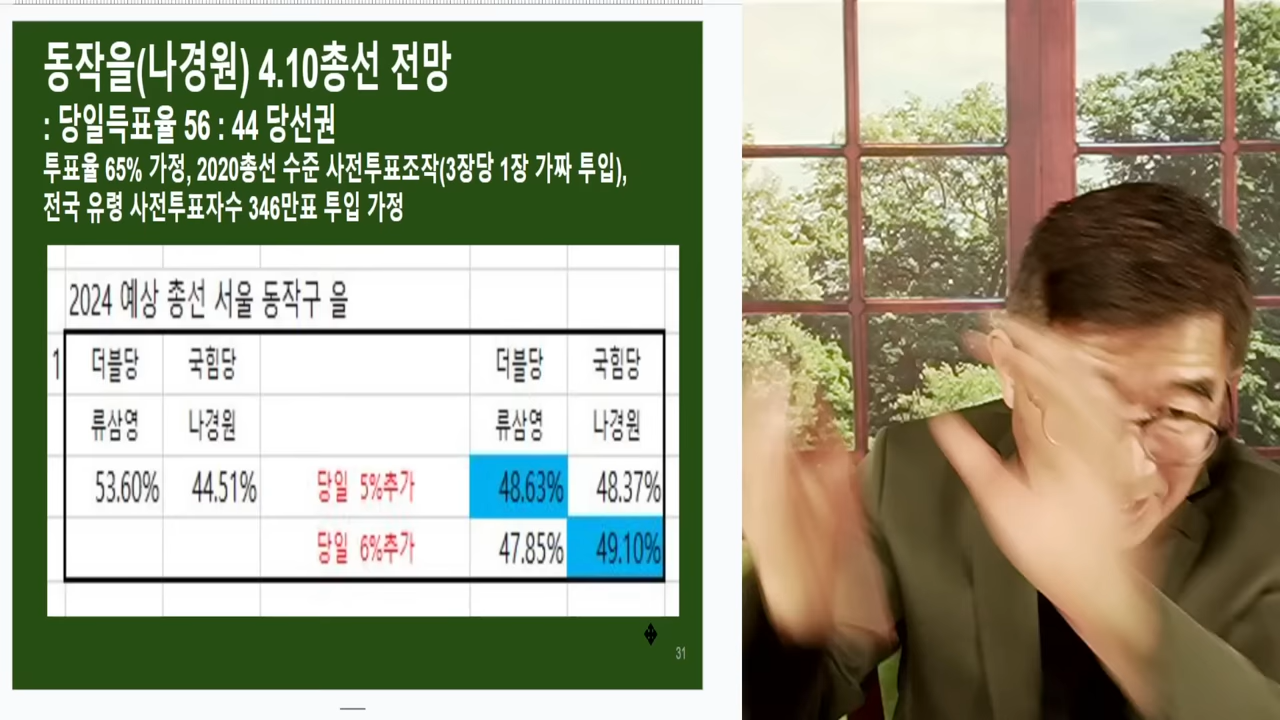 동작을(나경원) 4.10총선 전망
: 당일득표율 56 : 44 당선권
투표율 65% 가정, 2020총선 수준 사전투표조작(3장당 1장 가짜 투입),
전국 유령 사전투표자수 346만표 투입 가정
2024 예상 총선 서울 동작구 을
1 더블당 국힘당 더블당 국힘당
류삼영 나경원 류삼영 나경원
53.60% 44.51% 당일 5%추가 48.63% 48.37%
당일 6%추가 47.85% 49.10%
31